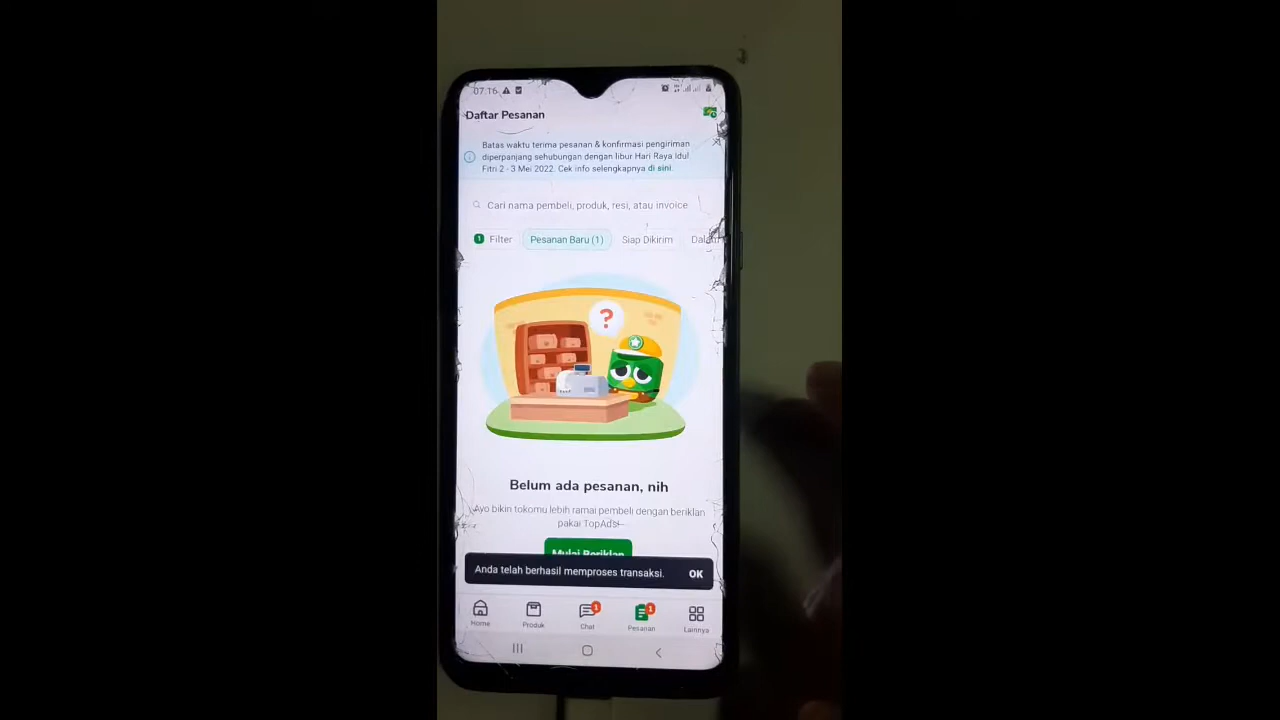 07.16
Daftar Pesanan
Batas waktu terima pesanan & konfirmasi pengiriman
diperpanjang sehubungan dengan libur Hari Raya Idul
Fitri 2 - 3 Mei 2022. Cek info selengkapnya di sini.
Cari nama pembeli, produk, resi, atau invoice
1 Filter Pesanan Baru (1) Siap Dikirim
?
Belum ada pesanan, nih
Ayo bikin tokomu lebih ramai pembeli dengan beriklan
pakai TopAds!
Mulai Beriklan
Anda telah berhasil memproses transaksi. OK
1 1
Home Produk Chat Pesanan Lainnya